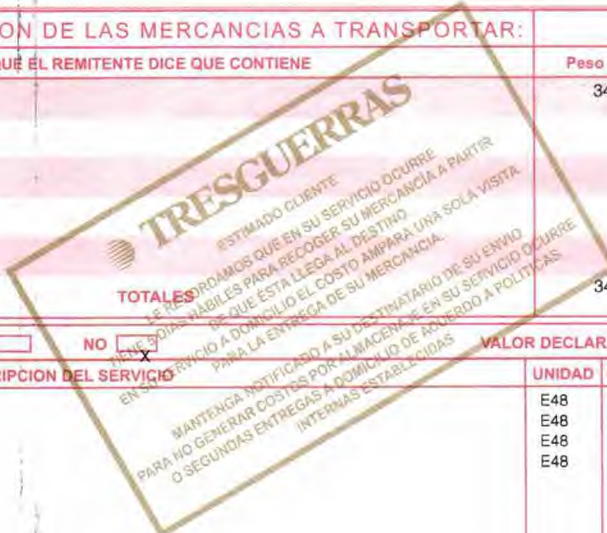 ON DE LAS MERCANCIAS A TRANSPORTAR:
QUE EL REMITENTE DICE QUE CONTIENE
Peso
34
TRESGUERRAS
ESTIMADO CLIENTE
LE RECORDAMOS QUE EN SU SERVICIO OCURRE
TIENE 5 DIAS HÁBILES PARA RECOGER SU MERCANCÍA A PARTIR
DE QUE ESTA LLEGA AL DESTINO
EN SU SERVICIO A DOMICILIO EL COSTO AMPARA UNA SOLA VISITA
PARA LA ENTREGA DE SU MERCANCIA.
MANTENGA NOTIFICADO A SU DESTINATARIO DE SU ENVIO
PARA NO GENERAR COSTOS POR ALMACENAJE EN SU SERVICIO OCURRE
O SEGUNDAS ENTREGAS A DOMICILIO DE ACUERDO A POLITICAS
INTERNAS ESTABLECIDAS
TOTALES
34
NO X
VALOR DECLAR
RIPCION DEL SERVICIO
UNIDAD
E48
E48
E48
E48